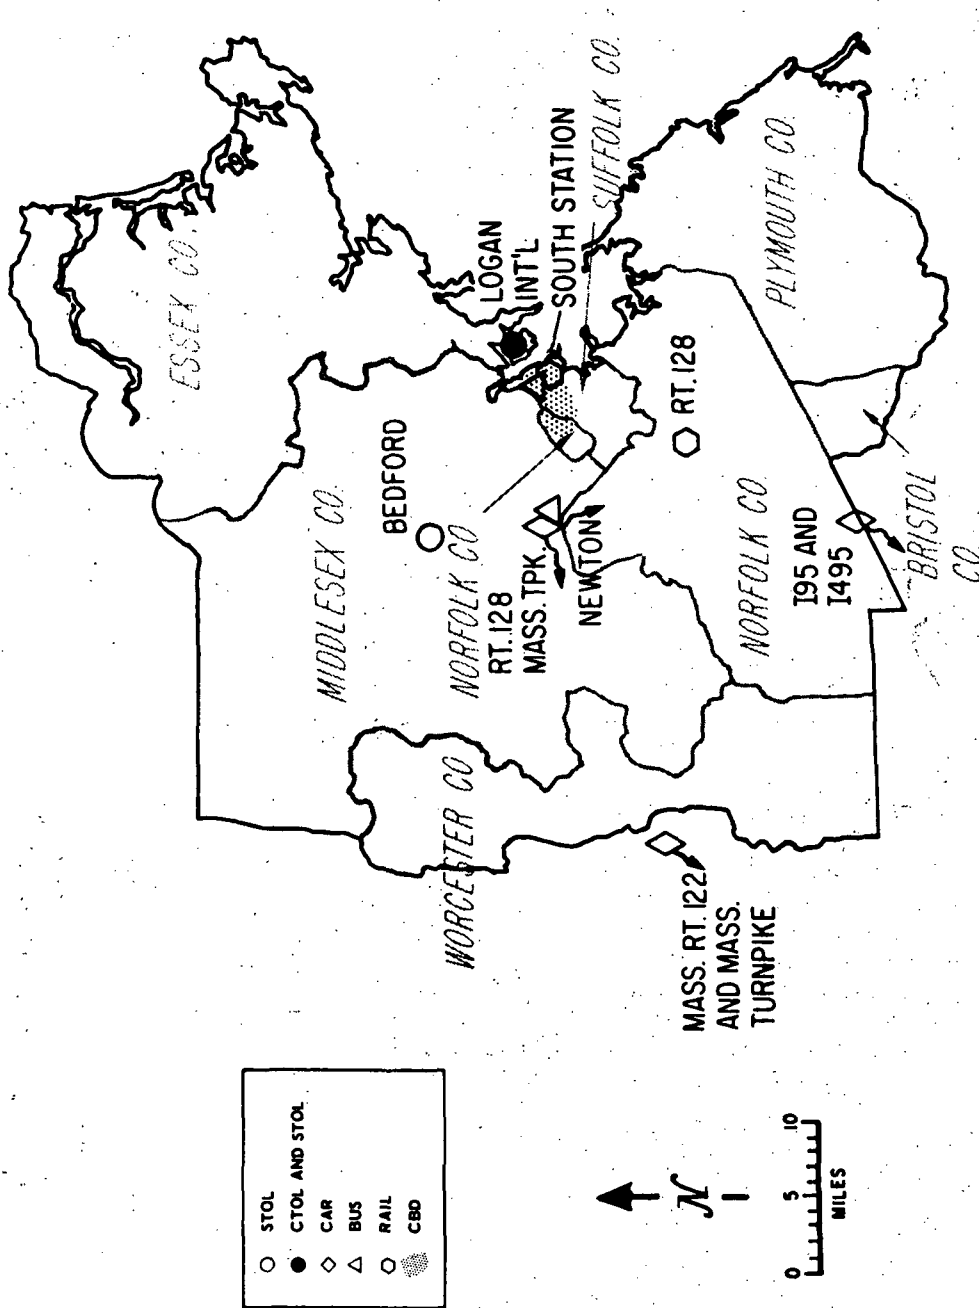 ESSEX CO.
LOGAN
INT'L
SOUTH STATION
SUFFOLK CO.
PLYMOUTH CO.
BEDFORD
MIDDLESEX CO.
NORFOLK CO
RT.128
MASS. TPK.
NEWTON
RT.128
NORFOLK CO
I95 AND
I495
BRISTOL
CO.
WORCESTER CO
MASS. RT. 122
AND MASS.
TURNPIKE
STOL
CTOL AND STOL
CAR
BUS
RAIL
CBD
N
0 5 10
MILES